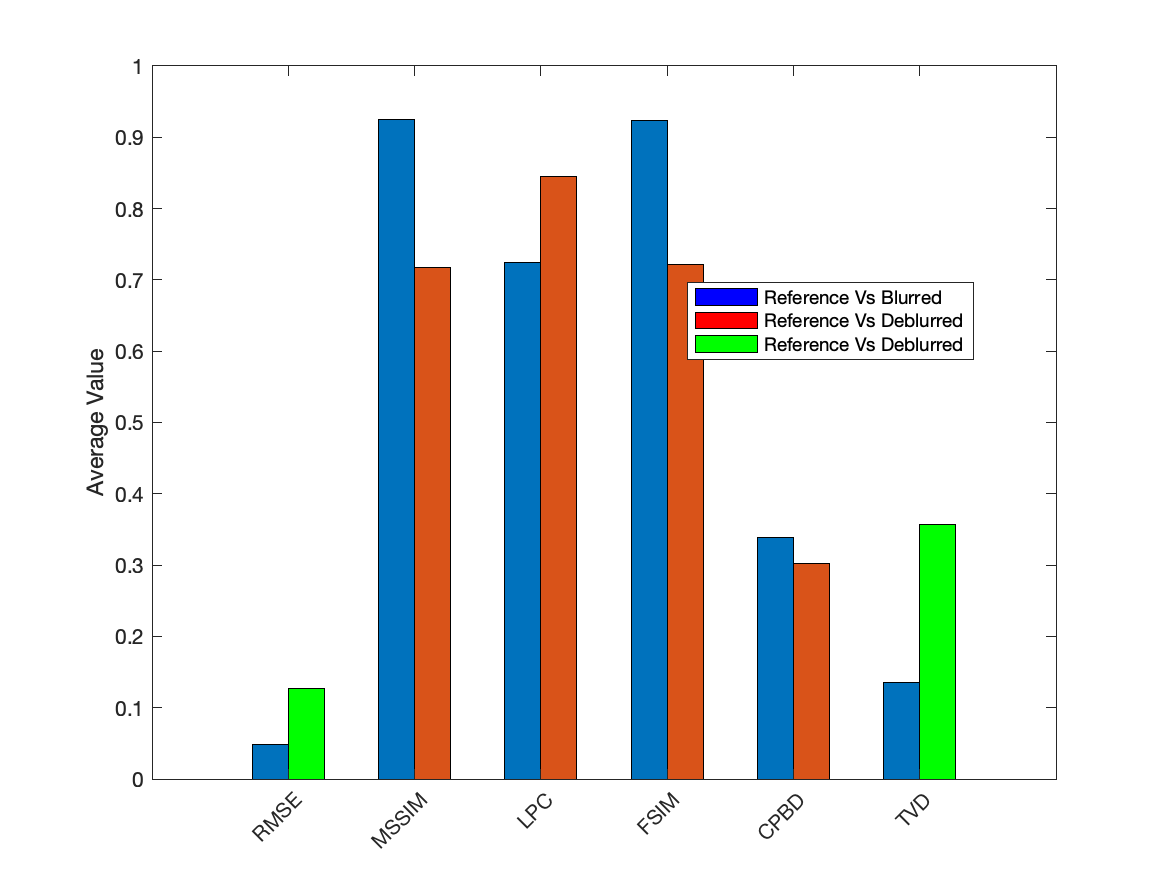 1
0.9
0.8
0.7
0.6
0.5
0.4
0.3
0.2
0.1
0
Average Value
Reference Vs Blurred
Reference Vs Deblurred
Reference Vs Deblurred
RMSE
MSSIM
LPC
FSIM
CPBD
TVD